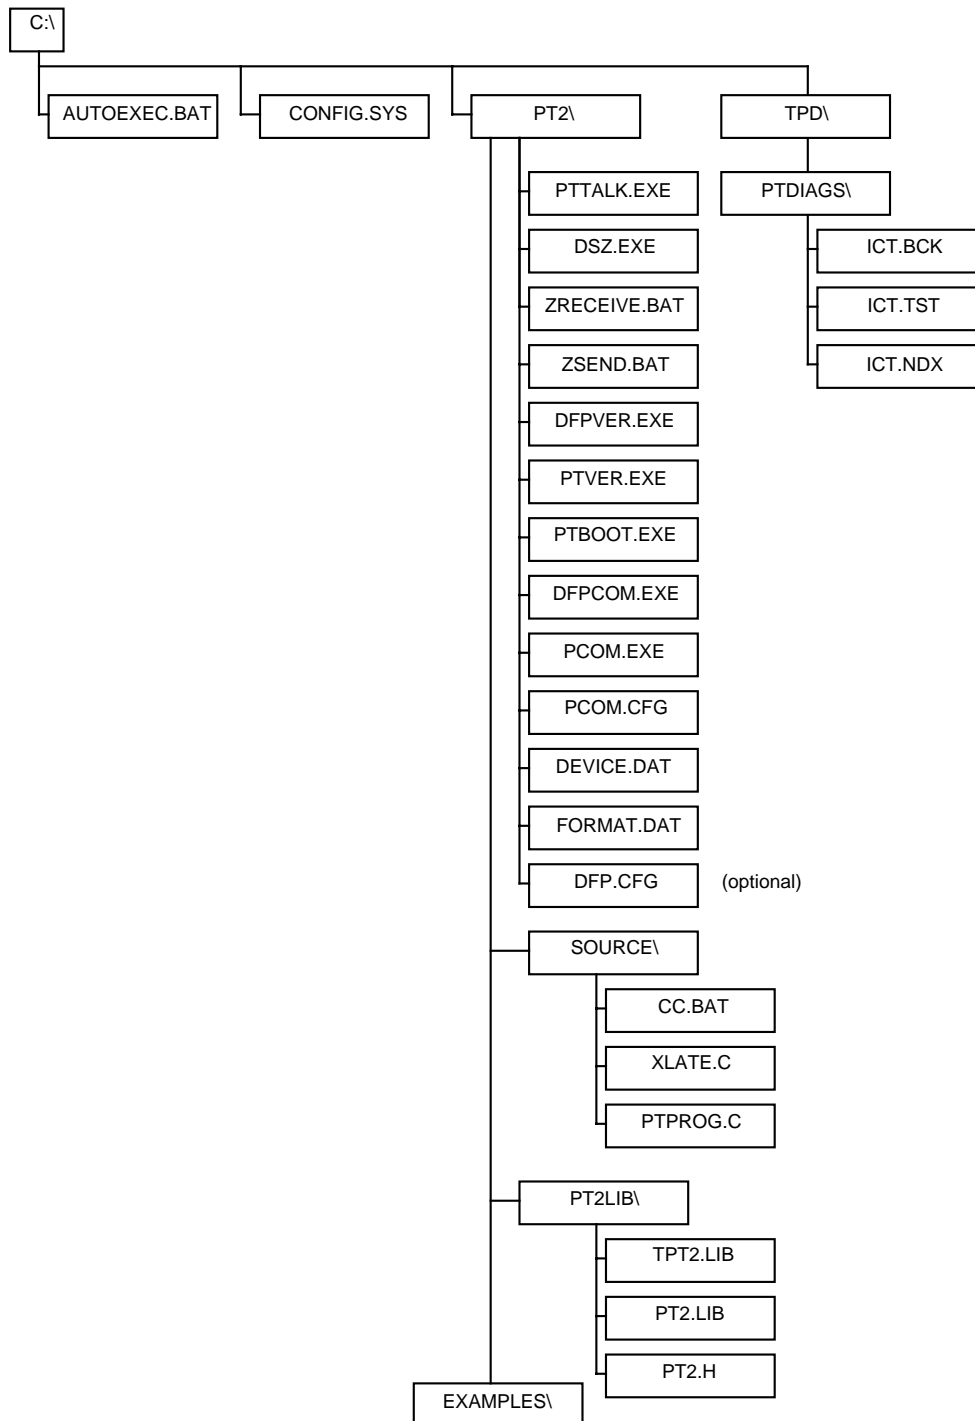 C:\
AUTOEXEC.BAT
CONFIG.SYS
PT2\
TPD\
PTTALK.EXE
PTDIAGS\
DSZ.EXE
ICT.BCK
ZRECEIVE.BAT
ICT.TST
ZSEND.BAT
ICT.NDX
DFPVER.EXE
PTVER.EXE
PTBOOT.EXE
DFPCOM.EXE
PCOM.EXE
PCOM.CFG
DEVICE.DAT
FORMAT.DAT
DFP.CFG (optional)
SOURCE\
CC.BAT
XLATE.C
PTPROG.C
PT2LIB\
TPT2.LIB
PT2.LIB
PT2.H
EXAMPLES\